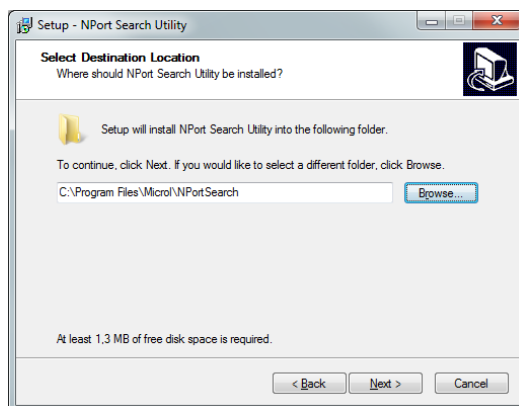 Setup - NPort Search Utility
Select Destination Location
Where should NPort Search Utility be installed?
Setup will install NPort Search Utility into the following folder.
To continue, click Next. If you would like to select a different folder, click Browse.
C:\Program Files\Microl\NPortSearch
Browse...
At least 1,3 MB of free disk space is required.
< Back
Next >
Cancel